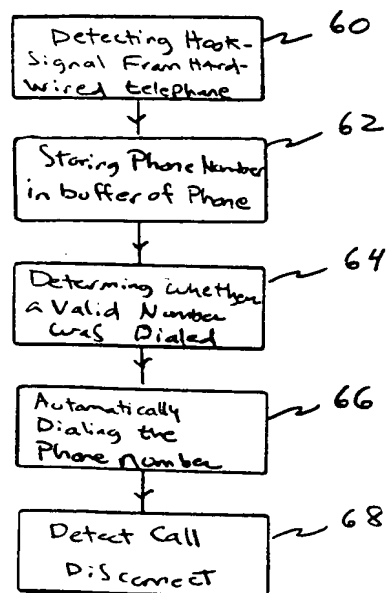 Detecting Hook-
Signal From Hard-
Wired telephone
60
Storing Phone Number
in buffer of Phone
62
Determining whether
a Valid Number
was Dialed
64
Automatically
Dialing the
Phone number
66
Detect Call
Disconnect
68